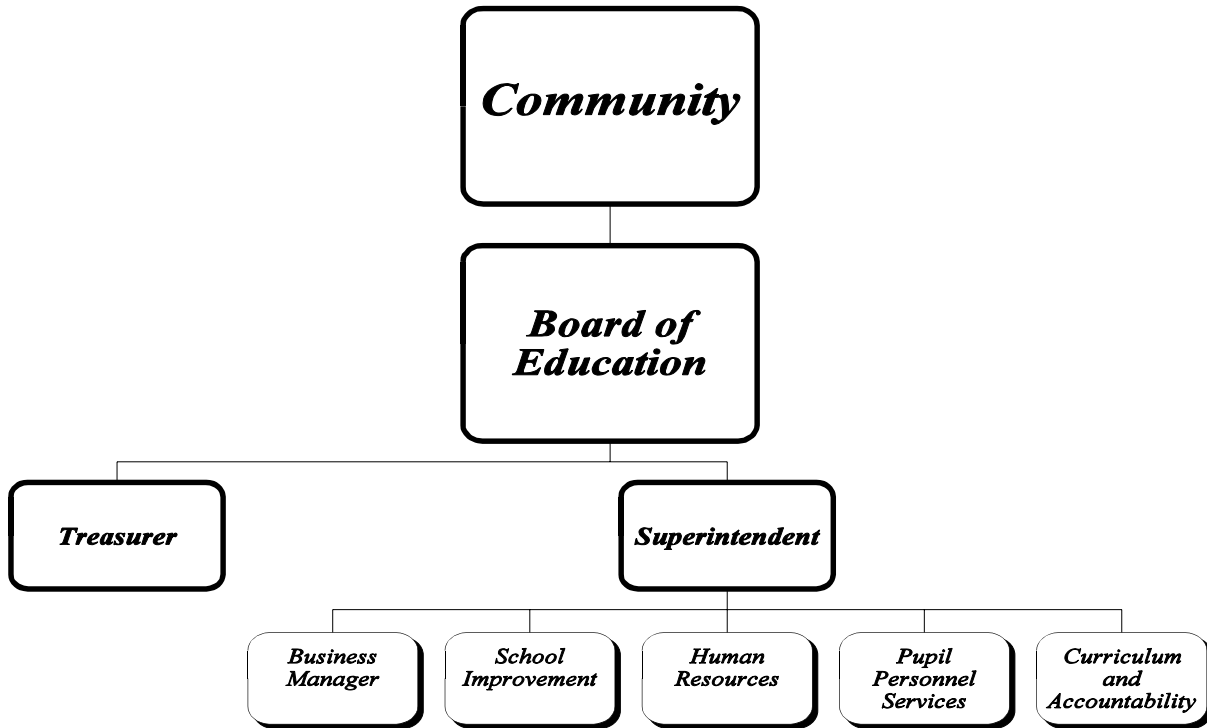 Community
Board of
Education
Treasurer
Superintendent
Business
Manager
School
Improvement
Human
Resources
Pupil
Personnel
Services
Curriculum
and
Accountability